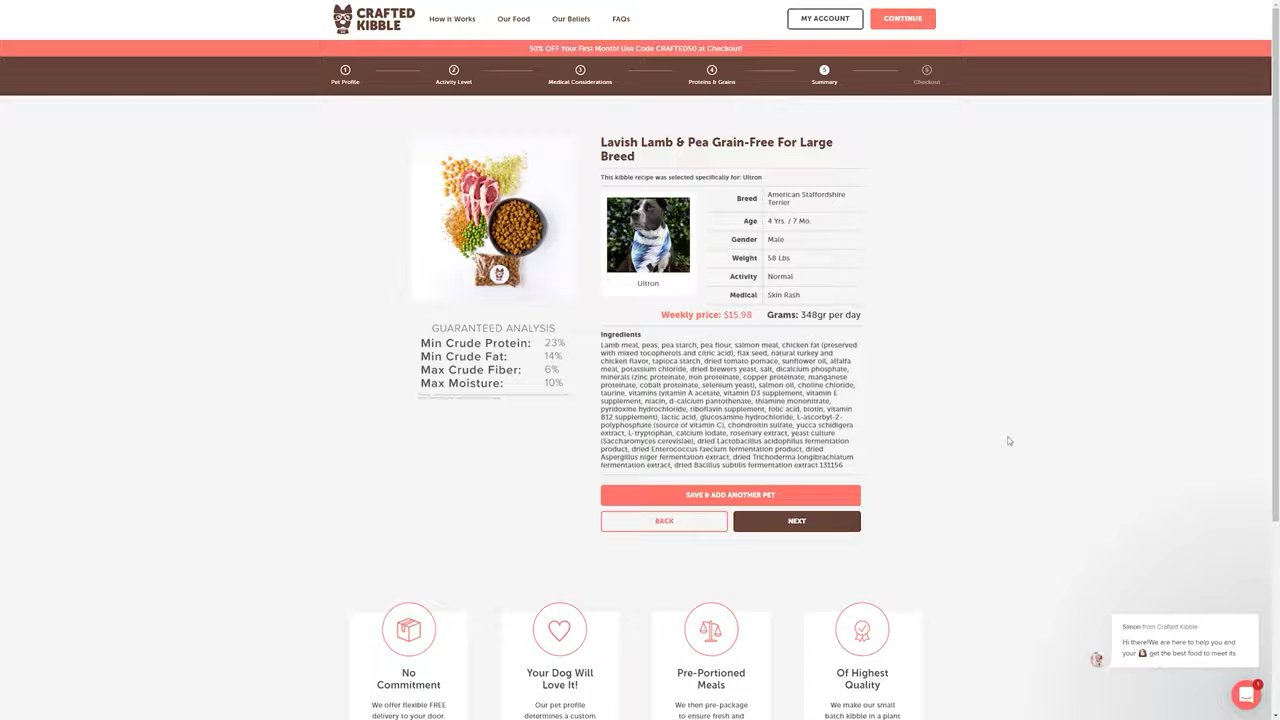 CRAFTED
KIBBLE
How it Works
Our Food
Our Beliefs
FAQs
MY ACCOUNT
CONTINUE
50% OFF Your First Month! Use Code CRAFTED50 at Checkout!
1
2
3
4
5
6
Pet Profile
Activity Level
Medical Considerations
Proteins & Grains
Summary
Checkout
Lavish Lamb & Pea Grain-Free For Large
Breed
This kibble recipe was selected specifically for: Ultron
Breed American Staffordshire
Terrier
Age 4 Yrs. / 7 Mo.
Gender Male
Weight 58 Lbs
Activity Normal
Medical Skin Rash
Ultron
Weekly price: $15.98 Grams: 348gr per day
GUARANTEED ANALYSIS
Min Crude Protein: 23%
Min Crude Fat: 14%
Max Crude Fiber: 6%
Max Moisture: 10%
Ingredients
Lamb meal, peas, pea starch, pea flour, salmon meal, chicken fat (preserved
with mixed tocopherols and citric acid), flax seed, natural turkey and
chicken flavor, tapioca starch, dried tomato pomace, sunflower oil, alfalfa
meal, potassium chloride, dried brewers yeast, salt, dicalcium phosphate,
minerals (zinc proteinate, iron proteinate, copper proteinate, manganese
proteinate, cobalt proteinate, selenium yeast), salmon oil, choline chloride,
taurine, vitamins (vitamin A acetate, vitamin D3 supplement, vitamin E
supplement, niacin, d-calcium pantothenate, thiamine mononitrate,
pyridoxine hydrochloride, riboflavin supplement, folic acid, biotin, vitamin
B12 supplement), lactic acid, glucosamine hydrochloride, L-ascorbyl-2-
polyphosphate (source of vitamin C), chondroitin sulfate, yucca schidigera
extract, L-tryptophan, calcium iodate, rosemary extract, yeast culture
(Saccharomyces cerevisiae), dried Lactobacillus acidophilus fermentation
product, dried Enterococcus faecium fermentation product, dried
Aspergillus niger fermentation extract, dried Trichoderma longibrachiatum
fermentation extract, dried Bacillus subtilis fermentation extract.131156
SAVE & ADD ANOTHER PET
BACK
NEXT
No
Commitment
We offer flexible FREE
delivery to your door.
Your Dog Will
Love It!
Our pet profile
determines a custom
Pre-Portioned
Meals
We then pre-package
to ensure fresh and
Of Highest
Quality
We make our small
batch kibble in a plant
Simon from Crafted Kibble
Hi there!We are here to help you and
your get the best food to meet its
1